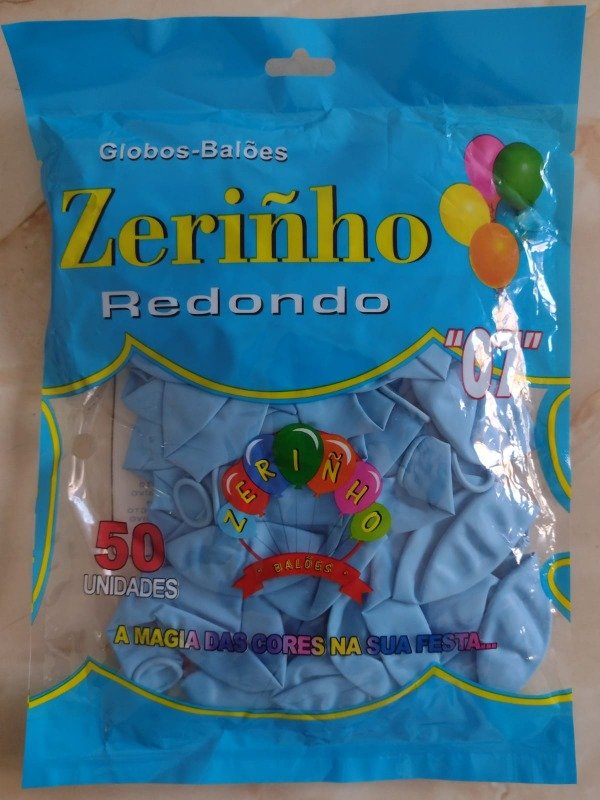 Globos-Balões
Zeriñho
Redondo
"07"
ZERIÑHO
BALÕES
50
UNIDADES
A MAGIA DAS CORES NA SUA FESTA...